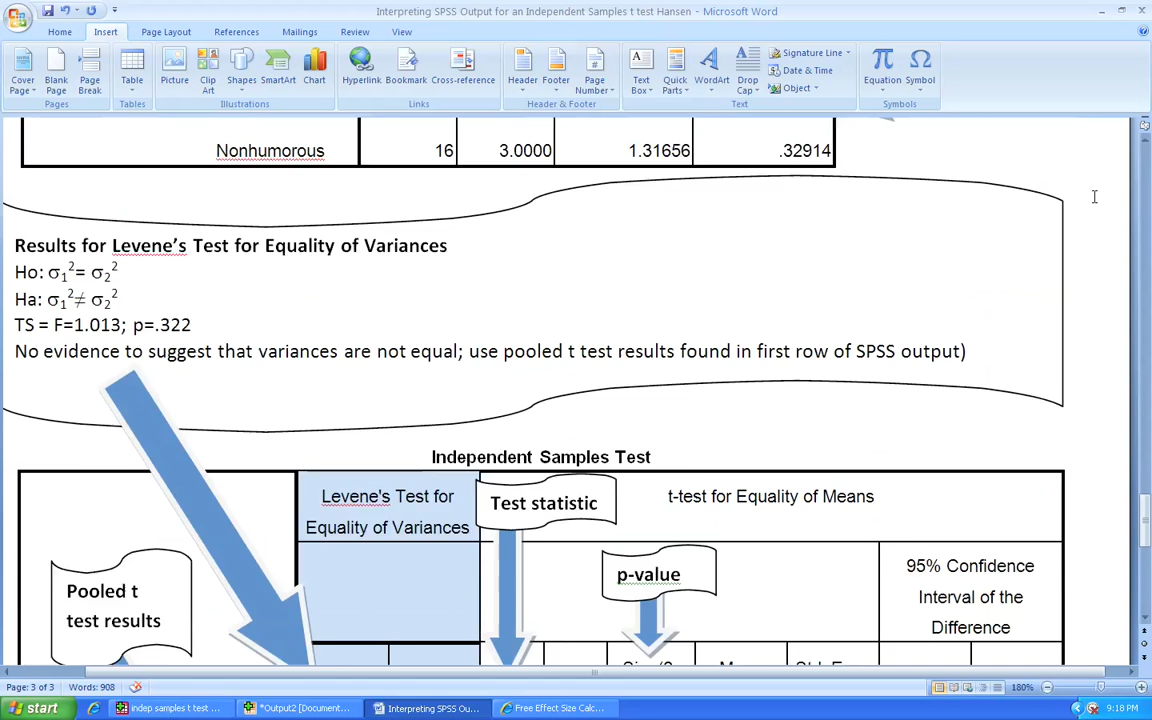 Interpreting SPSS Output for an Independent Samples t test Hansen - Microsoft Word
Home Insert Page Layout References Mailings Review View
Cover Page Blank Page Page Break
Pages
Table
Tables
Picture Clip Art Shapes SmartArt Chart
Illustrations
Hyperlink Bookmark Cross-reference
Links
Header Footer Page Number
Header & Footer
Text Box Quick Parts WordArt Drop Cap
Signature Line
Date & Time
Object
Text
Equation Symbol
Symbols
Nonhumorous 16 3.0000 1.31656 .32914
Results for Levene's Test for Equality of Variances
Ho: σ₁²= σ₂²
Ha: σ₁²≠ σ₂²
TS = F=1.013; p=.322
No evidence to suggest that variances are not equal; use pooled t test results found in first row of SPSS output)
Independent Samples Test
Levene's Test for
Equality of Variances
Test statistic
t-test for Equality of Means
p-value
95% Confidence
Interval of the
Difference
Pooled t
test results
Page: 3 of 3 Words: 908 180%
start indep samples t test ... *Output2 [Document... Interpreting SPSS Ou... Free Effect Size Calc... 9:18 PM